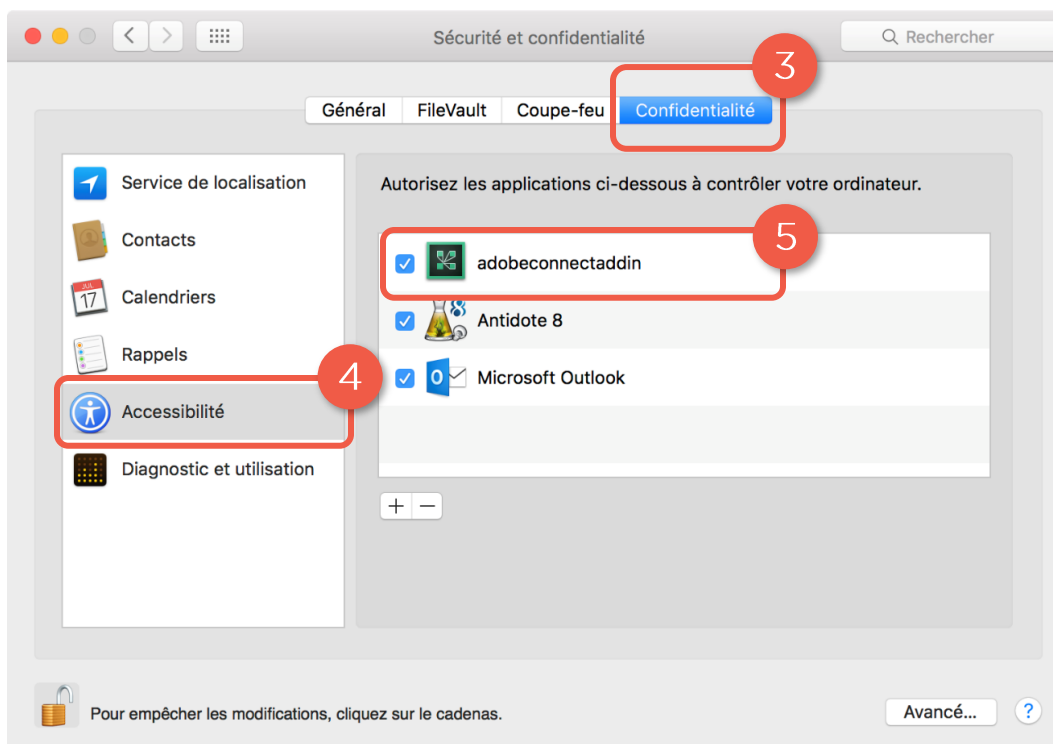 Sécurité et confidentialité
Rechercher
3
Général
FileVault
Coupe-feu
Confidentialité
Service de localisation
Contacts
JUL
17
Calendriers
Rappels
4
Accessibilité
Diagnostic et utilisation
Autorisez les applications ci-dessous à contrôler votre ordinateur.
5
adobeconnectaddin
Antidote 8
Microsoft Outlook
+
−
Pour empêcher les modifications, cliquez sur le cadenas.
Avancé...
?